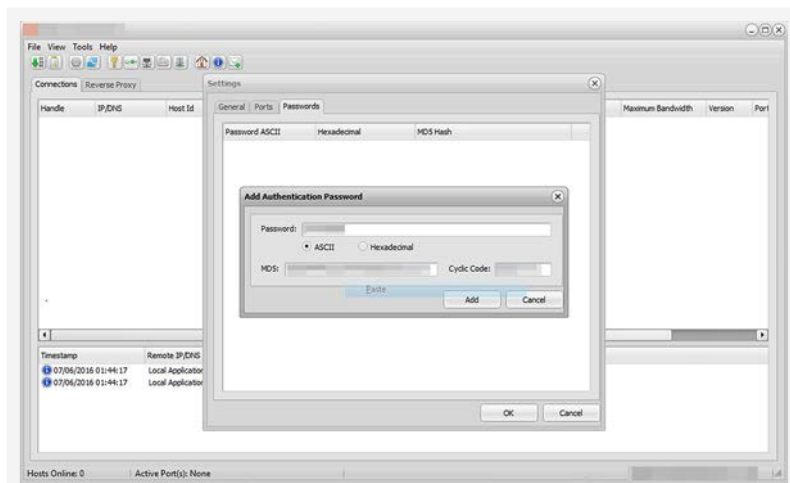 File View Tools Help
Connections Reverse Proxy
Handle IP/DNS Host Id Maximum Bandwidth Version Port
Settings
General Ports Passwords
Password ASCII Hexadecimal MD5 Hash
Add Authentication Password
Password:
ASCII Hexadecimal
MD5: Cyclic Code:
Paste
Add Cancel
Timestamp Remote IP/DNS
07/06/2016 01:44:17 Local Application
07/06/2016 01:44:17 Local Application
OK Cancel
Hosts Online: 0 Active Port(s): None